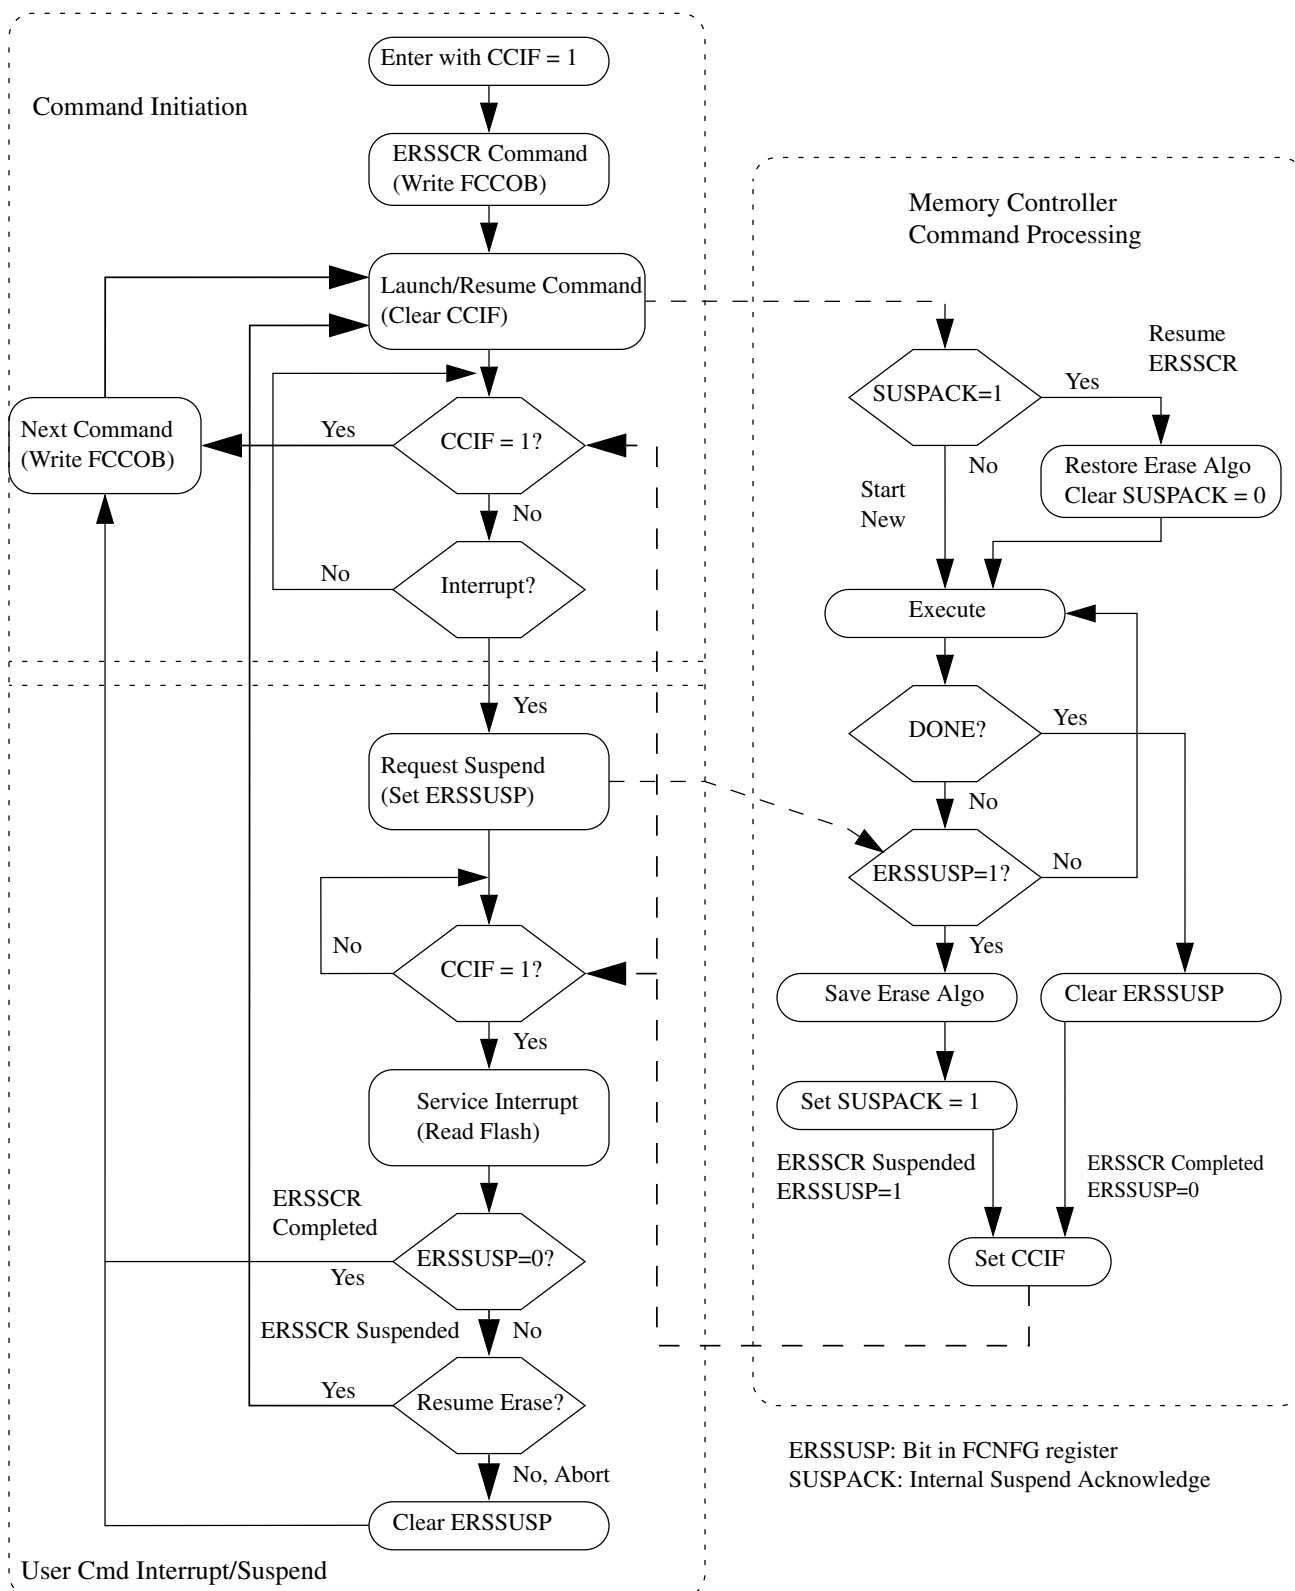 Enter with CCIF = 1
Command Initiation
ERSSCR Command
(Write FCCOB)
Launch/Resume Command
(Clear CCIF)
Next Command
(Write FCCOB)
Yes
CCIF = 1?
No
No
Interrupt?
Yes
Request Suspend
(Set ERSSUSP)
No
CCIF = 1?
Yes
Service Interrupt
(Read Flash)
ERSSCR
Completed
ERSSUSP=0?
Yes
ERSSCR Suspended
No
Yes
Resume Erase?
No, Abort
Clear ERSSUSP
User Cmd Interrupt/Suspend
Memory Controller
Command Processing
Resume
ERSSCR
SUSPACK=1
Yes
No
Restore Erase Algo
Clear SUSPACK = 0
Start
New
Execute
DONE?
Yes
No
ERSSUSP=1?
No
Yes
Save Erase Algo
Clear ERSSUSP
Set SUSPACK = 1
ERSSCR Suspended
ERSSUSP=1
ERSSCR Completed
ERSSUSP=0
Set CCIF
ERSSUSP: Bit in FCNFG register
SUSPACK: Internal Suspend Acknowledge